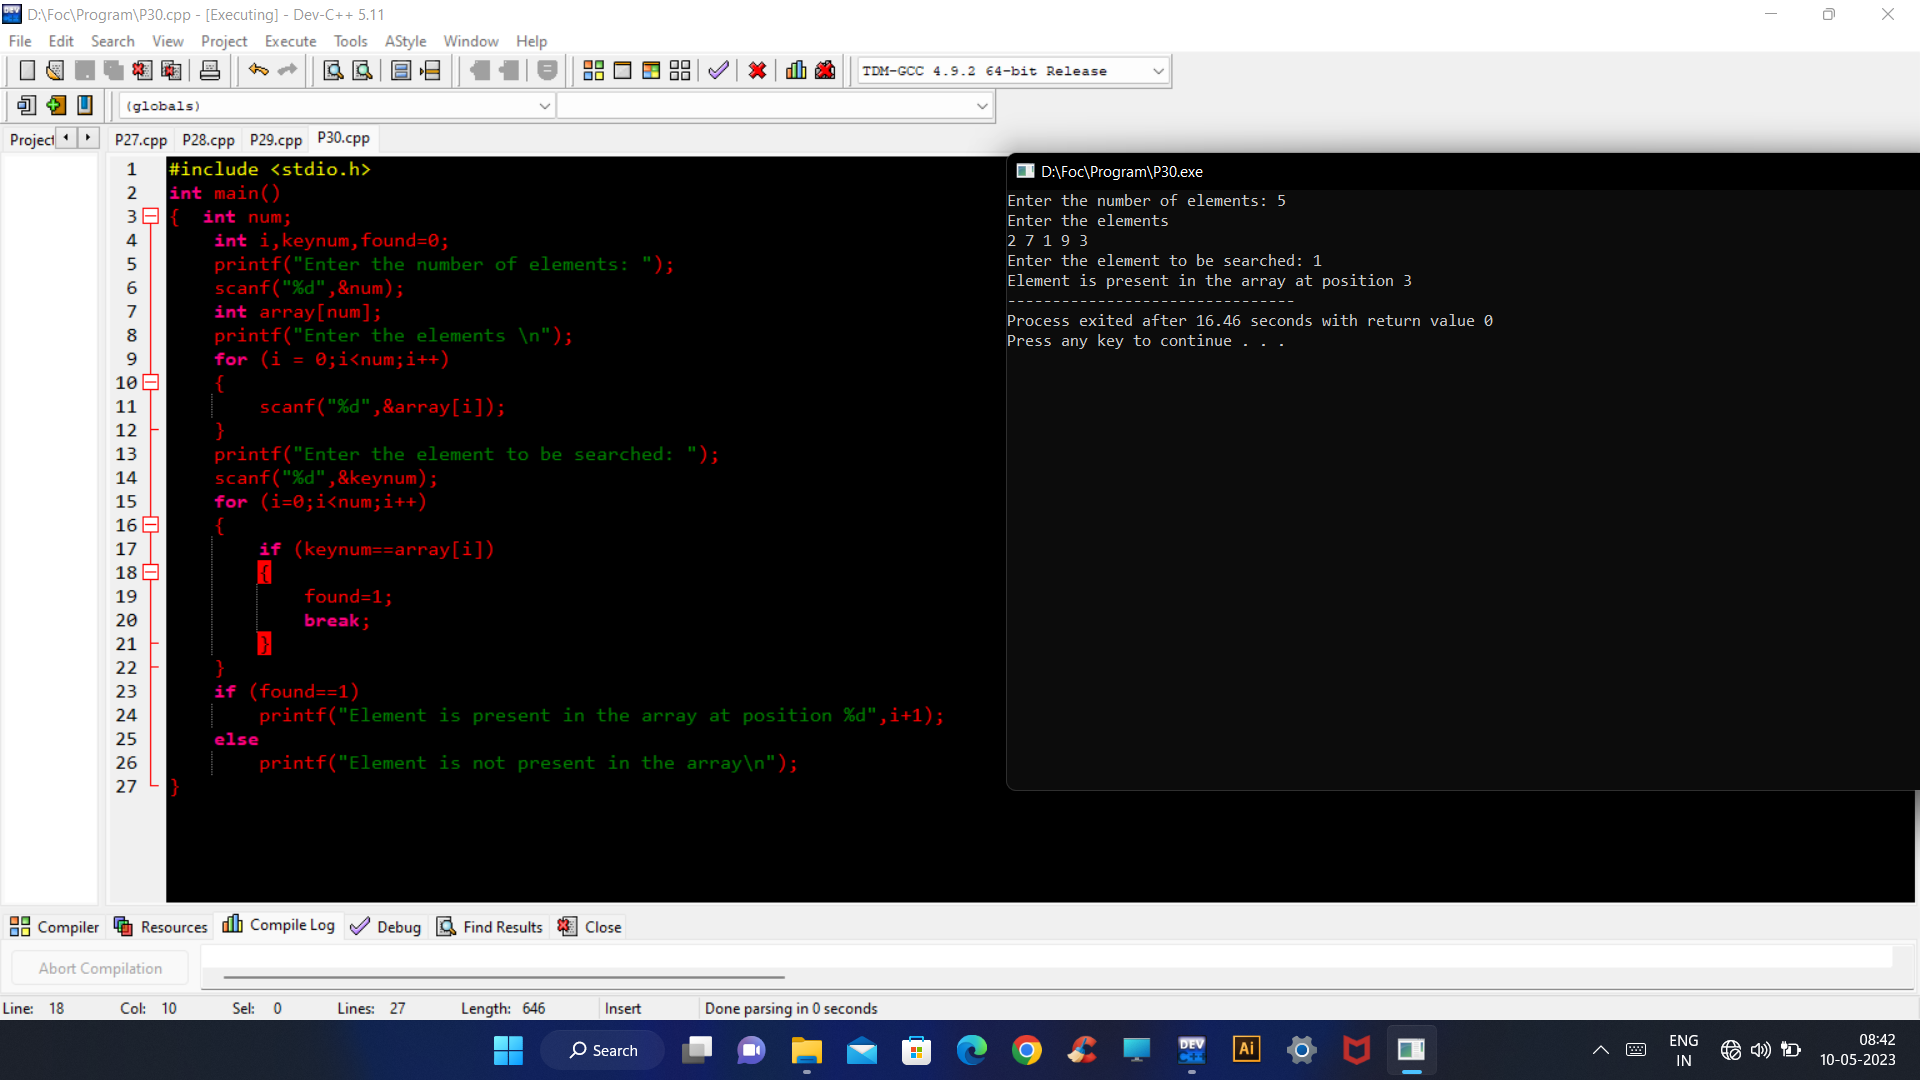 D:\Foc\Program\P30.cpp - [Executing] - Dev-C++ 5.11
File Edit Search View Project Execute Tools AStyle Window Help
TDM-GCC 4.9.2 64-bit Release
(globals)
Project P27.cpp P28.cpp P29.cpp P30.cpp
1 #include <stdio.h>
2 int main()
3 { int num;
4 int i,keynum,found=0;
5 printf("Enter the number of elements: ");
6 scanf("%d",&num);
7 int array[num];
8 printf("Enter the elements \n");
9 for (i = 0;i<num;i++)
10 {
11 scanf("%d",&array[i]);
12 }
13 printf("Enter the element to be searched: ");
14 scanf("%d",&keynum);
15 for (i=0;i<num;i++)
16 {
17 if (keynum==array[i])
18 {
19 found=1;
20 break;
21 }
22 }
23 if (found==1)
24 printf("Element is present in the array at position %d",i+1);
25 else
26 printf("Element is not present in the array\n");
27 }
D:\Foc\Program\P30.exe
Enter the number of elements: 5
Enter the elements
2 7 1 9 3
Enter the element to be searched: 1
Element is present in the array at position 3
--------------------------------
Process exited after 16.46 seconds with return value 0
Press any key to continue . . .
Compiler Resources Compile Log Debug Find Results Close
Abort Compilation
Line: 18 Col: 10 Sel: 0 Lines: 27 Length: 646 Insert Done parsing in 0 seconds
Search
DEV C++
Ai
ENG
IN
08:42
10-05-2023